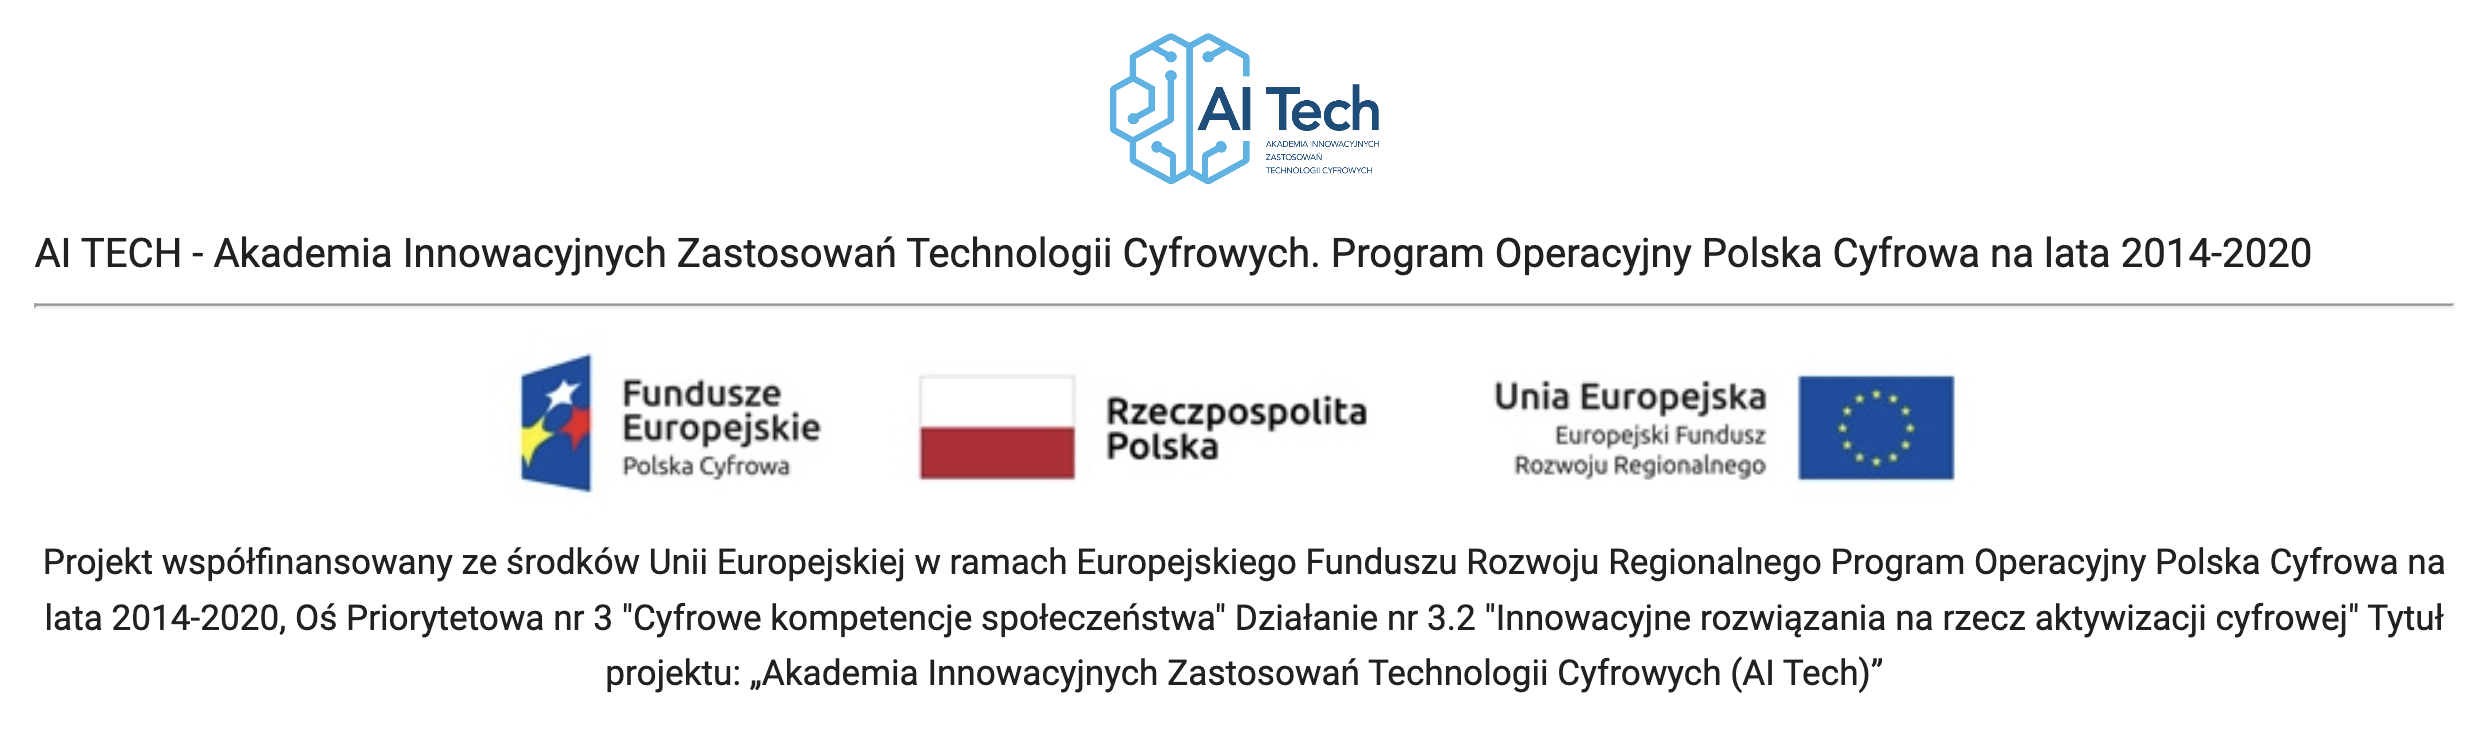 AI Tech
AKADEMIA INNOWACYJNYCH
ZASTOSOWAŃ
TECHNOLOGII CYFROWYCH
AI TECH - Akademia Innowacyjnych Zastosowań Technologii Cyfrowych. Program Operacyjny Polska Cyfrowa na lata 2014-2020
Fundusze
Europejskie
Polska Cyfrowa
Rzeczpospolita
Polska
Unia Europejska
Europejski Fundusz
Rozwoju Regionalnego
Projekt współfinansowany ze środków Unii Europejskiej w ramach Europejskiego Funduszu Rozwoju Regionalnego Program Operacyjny Polska Cyfrowa na
lata 2014-2020, Oś Priorytetowa nr 3 "Cyfrowe kompetencje społeczeństwa" Działanie nr 3.2 "Innowacyjne rozwiązania na rzecz aktywizacji cyfrowej" Tytuł
projektu: „Akademia Innowacyjnych Zastosowań Technologii Cyfrowych (AI Tech)”